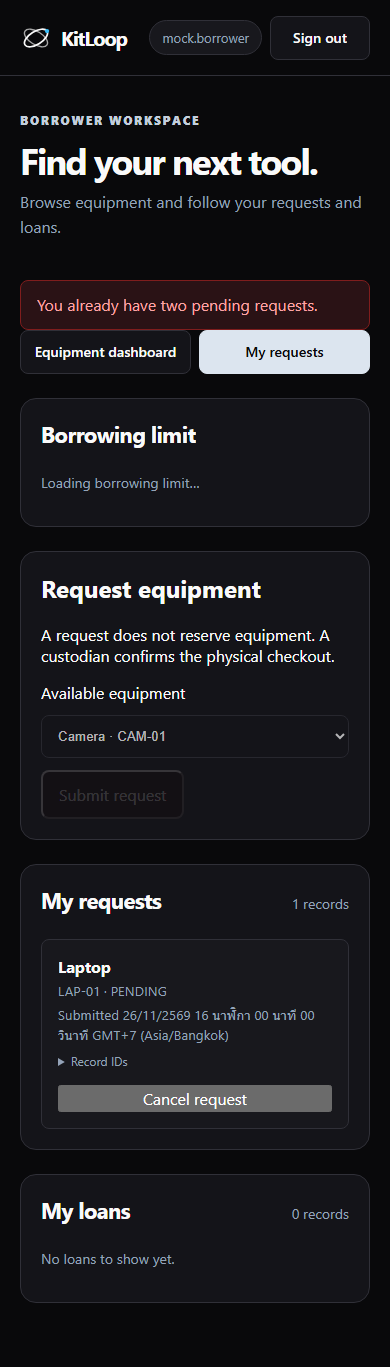 KitLoop
mock.borrower
Sign out
BORROWER WORKSPACE
Find your next tool.
Browse equipment and follow your requests and
loans.
You already have two pending requests.
Equipment dashboard
My requests
Borrowing limit
Loading borrowing limit...
Request equipment
A request does not reserve equipment. A
custodian confirms the physical checkout.
Available equipment
Camera · CAM-01
Submit request
My requests
1 records
Laptop
LAP-01 · PENDING
Submitted 26/11/2569 16 นาฬิกา 00 นาที 00
วินาที GMT+7 (Asia/Bangkok)
▶ Record IDs
Cancel request
My loans
0 records
No loans to show yet.